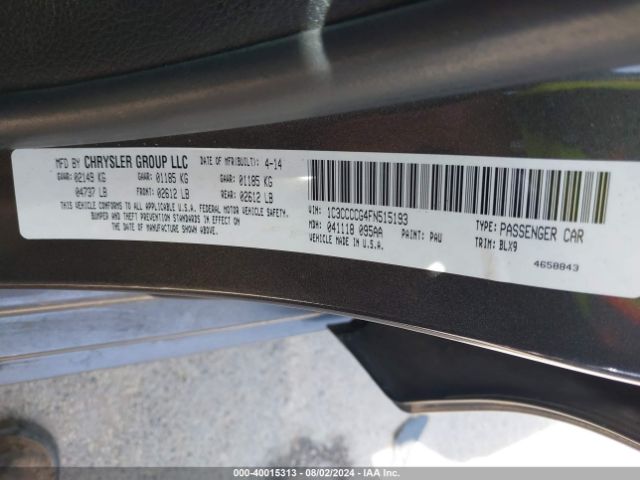 MFD BY CHRYSLER GROUP LLC DATE OF MFR(BUILT): 4-14
GVWR: 02149 KG GAWR: 01185 KG GAWR: 01185 KG
04737 LB FRONT: 02612 LB REAR: 02612 LB
THIS VEHICLE CONFORMS TO ALL APPLICABLE U.S.A. FEDERAL MOTOR VEHICLE SAFETY,
BUMPER AND THEFT PREVENTION STANDARDS IN EFFECT ON
THE DATE OF MANUFACTURE SHOWN ABOVE.
VIN: 1C3CCCCG4FN515193 TYPE: PASSENGER CAR
MDH: 041118 095AA PAINT: PAU TRIM: BLX9
VEHICLE MADE IN U.S.A.
4658843
000-40015313 - 08/02/2024 - IAA Inc.